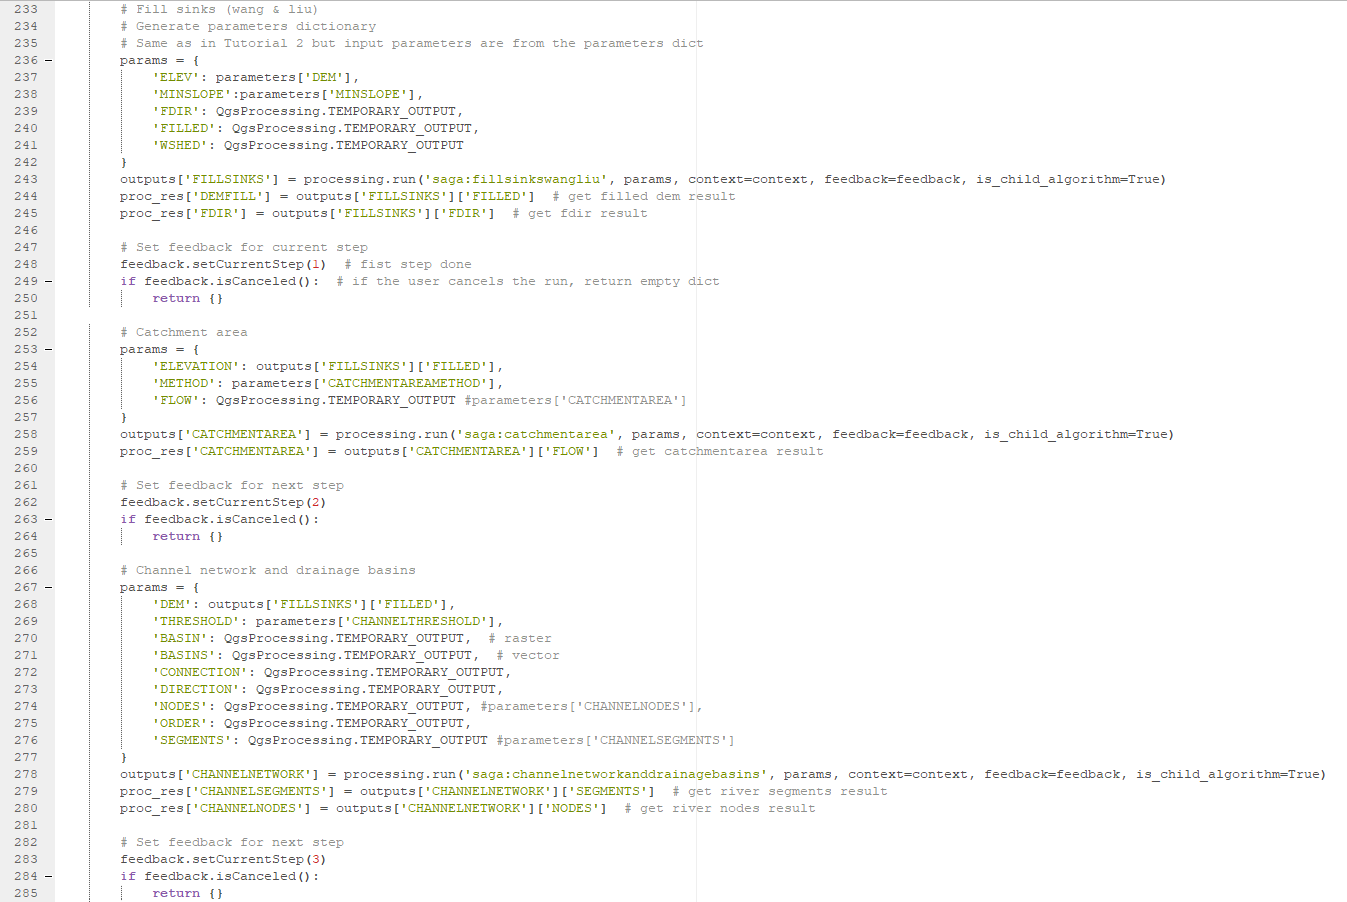 233 # Fill sinks (wang & liu)
234 # Generate parameters dictionary
235 # Same as in Tutorial 2 but input parameters are from the parameters dict
236 params = {
237 'ELEV': parameters['DEM'],
238 'MINSLOPE':parameters['MINSLOPE'],
239 'FDIR': QgsProcessing.TEMPORARY_OUTPUT,
240 'FILLED': QgsProcessing.TEMPORARY_OUTPUT,
241 'WSHED': QgsProcessing.TEMPORARY_OUTPUT
242 }
243 outputs['FILLSINKS'] = processing.run('saga:fillsinkswangliu', params, context=context, feedback=feedback, is_child_algorithm=True)
244 proc_res['DEMFILL'] = outputs['FILLSINKS']['FILLED']  # get filled dem result
245 proc_res['FDIR'] = outputs['FILLSINKS']['FDIR']  # get fdir result
246
247 # Set feedback for current step
248 feedback.setCurrentStep(1)  # fist step done
249 if feedback.isCanceled():  # if the user cancels the run, return empty dict
250 return {}
251
252 # Catchment area
253 params = {
254 'ELEVATION': outputs['FILLSINKS']['FILLED'],
255 'METHOD': parameters['CATCHMENTAREAMETHOD'],
256 'FLOW': QgsProcessing.TEMPORARY_OUTPUT #parameters['CATCHMENTAREA']
257 }
258 outputs['CATCHMENTAREA'] = processing.run('saga:catchmentarea', params, context=context, feedback=feedback, is_child_algorithm=True)
259 proc_res['CATCHMENTAREA'] = outputs['CATCHMENTAREA']['FLOW']  # get catchmentarea result
260
261 # Set feedback for next step
262 feedback.setCurrentStep(2)
263 if feedback.isCanceled():
264 return {}
265
266 # Channel network and drainage basins
267 params = {
268 'DEM': outputs['FILLSINKS']['FILLED'],
269 'THRESHOLD': parameters['CHANNELTHRESHOLD'],
270 'BASIN': QgsProcessing.TEMPORARY_OUTPUT,  # raster
271 'BASINS': QgsProcessing.TEMPORARY_OUTPUT,  # vector
272 'CONNECTION': QgsProcessing.TEMPORARY_OUTPUT,
273 'DIRECTION': QgsProcessing.TEMPORARY_OUTPUT,
274 'NODES': QgsProcessing.TEMPORARY_OUTPUT, #parameters['CHANNELNODES'],
275 'ORDER': QgsProcessing.TEMPORARY_OUTPUT,
276 'SEGMENTS': QgsProcessing.TEMPORARY_OUTPUT #parameters['CHANNELSEGMENTS']
277 }
278 outputs['CHANNELNETWORK'] = processing.run('saga:channelnetworkanddrainagebasins', params, context=context, feedback=feedback, is_child_algorithm=True)
279 proc_res['CHANNELSEGMENTS'] = outputs['CHANNELNETWORK']['SEGMENTS']  # get river segments result
280 proc_res['CHANNELNODES'] = outputs['CHANNELNETWORK']['NODES']  # get river nodes result
281
282 # Set feedback for next step
283 feedback.setCurrentStep(3)
284 if feedback.isCanceled():
285 return {}